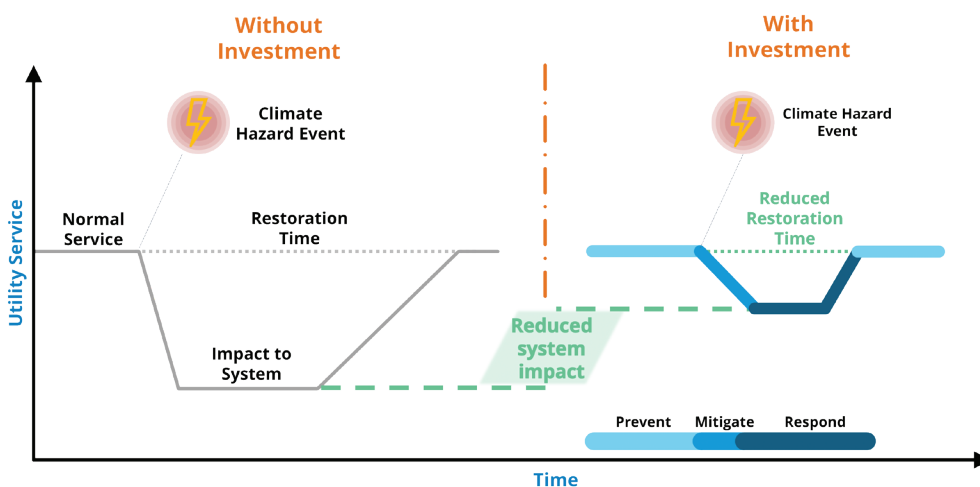 Without
Investment
With
Investment
Climate
Hazard Event
Climate Hazard
Event
Normal
Service
Restoration
Time
Reduced
Restoration
Time
Utility Service
Reduced
system
impact
Impact to
System
Prevent
Mitigate
Respond
Time